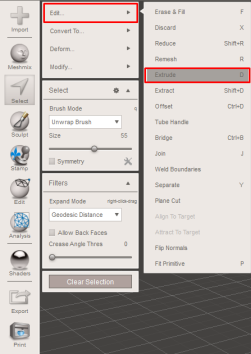 Import
Meshmix
Select
Sculpt
Stamp
Edit
Analysis
Shaders
Export
Print
Edit...
Convert To...
Deform...
Modify...
Select
Brush Mode
Unwrap Brush
Size 55
Symmetry
Filters
Expand Mode right-side-drag
Geodesic Distance
Allow Back Faces
Crease Angle Thres 0
Clear Selection
Erase & Fill F
Discard X
Reduce Shift+R
Remesh R
Extrude D
Extract Shift+D
Offset Ctrl+D
Tube Handle
Bridge Ctrl+B
Join J
Weld Boundaries
Separate Y
Plane Cut
Align To Target
Attract To Target
Flip Normals
Fit Primitive P